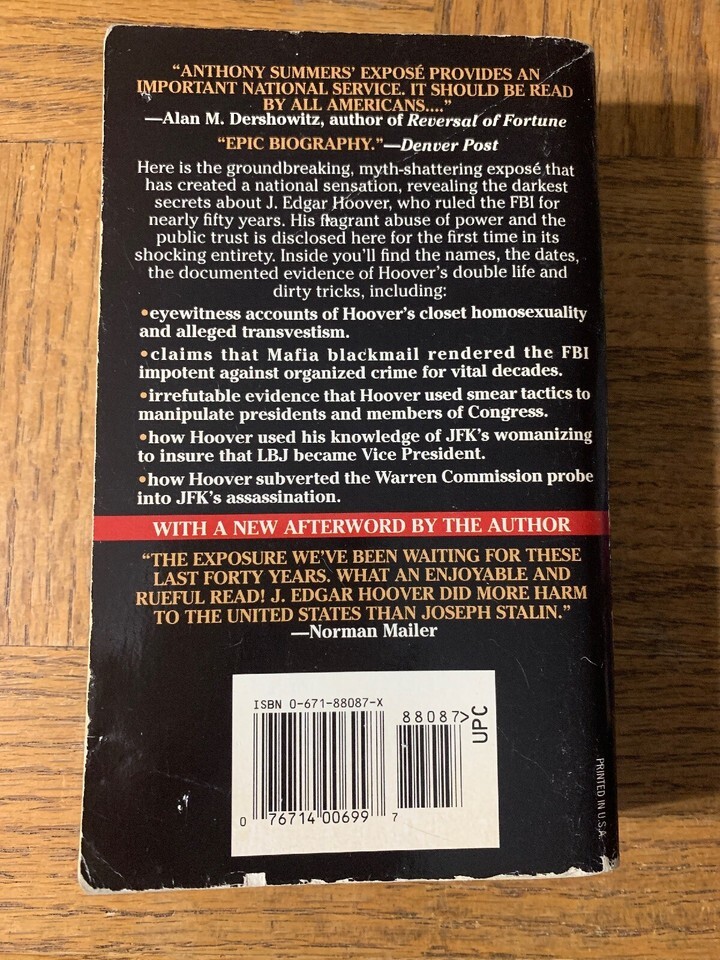 “ANTHONY SUMMERS’ EXPOSÉ PROVIDES AN
IMPORTANT NATIONAL SERVICE. IT SHOULD BE READ
BY ALL AMERICANS....”
—Alan M. Dershowitz, author of Reversal of Fortune
“EPIC BIOGRAPHY.”—Denver Post
Here is the groundbreaking, myth-shattering exposé that
has created a national sensation, revealing the darkest
secrets about J. Edgar Hoover, who ruled the FBI for
nearly fifty years. His flagrant abuse of power and the
public trust is disclosed here for the first time in its
shocking entirety. Inside you’ll find the names, the dates,
the documented evidence of Hoover’s double life and
dirty tricks, including:
•eyewitness accounts of Hoover’s closet homosexuality
and alleged transvestism.
•claims that Mafia blackmail rendered the FBI
impotent against organized crime for vital decades.
•irrefutable evidence that Hoover used smear tactics to
manipulate presidents and members of Congress.
•how Hoover used his knowledge of JFK’s womanizing
to insure that LBJ became Vice President.
•how Hoover subverted the Warren Commission probe
into JFK’s assassination.
WITH A NEW AFTERWORD BY THE AUTHOR
“THE EXPOSURE WE’VE BEEN WAITING FOR THESE
LAST FORTY YEARS. WHAT AN ENJOYABLE AND
RUEFUL READ! J. EDGAR HOOVER DID MORE HARM
TO THE UNITED STATES THAN JOSEPH STALIN.”
—Norman Mailer
ISBN 0-671-88087-X
88087>
UPC
0 76714 00699 7
PRINTED IN U.S.A.